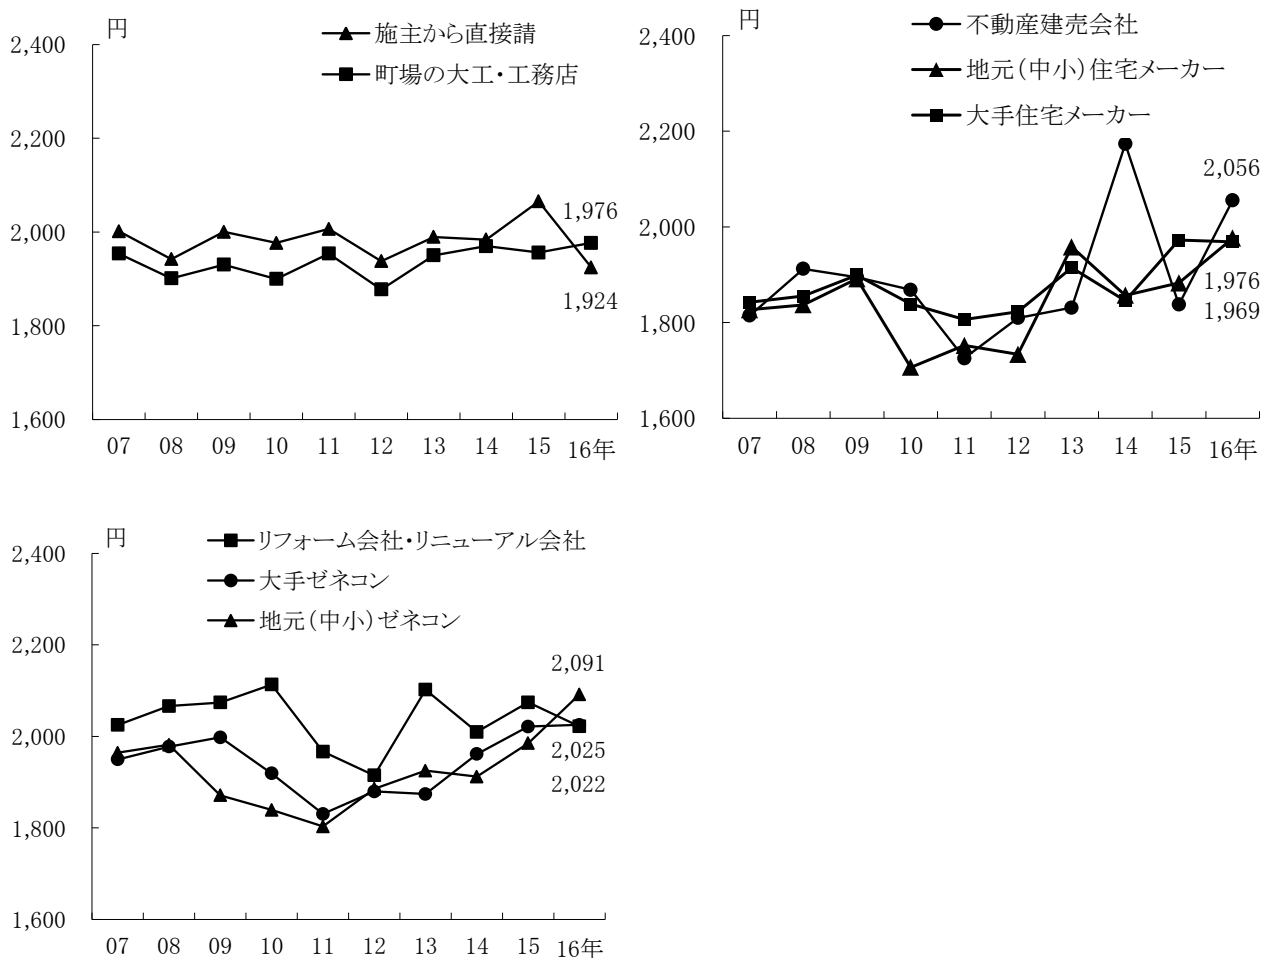 円
施主から直接請
町場の大工・工務店
2,400
2,200
2,000
1,800
1,600
1,976
1,924
07 08 09 10 11 12 13 14 15 16年
円
不動産建売会社
地元(中小)住宅メーカー
大手住宅メーカー
2,400
2,200
2,000
1,800
1,600
2,056
1,976
1,969
07 08 09 10 11 12 13 14 15 16年
円
リフォーム会社・リニューアル会社
大手ゼネコン
地元(中小)ゼネコン
2,400
2,200
2,000
1,800
1,600
2,091
2,025
2,022
07 08 09 10 11 12 13 14 15 16年